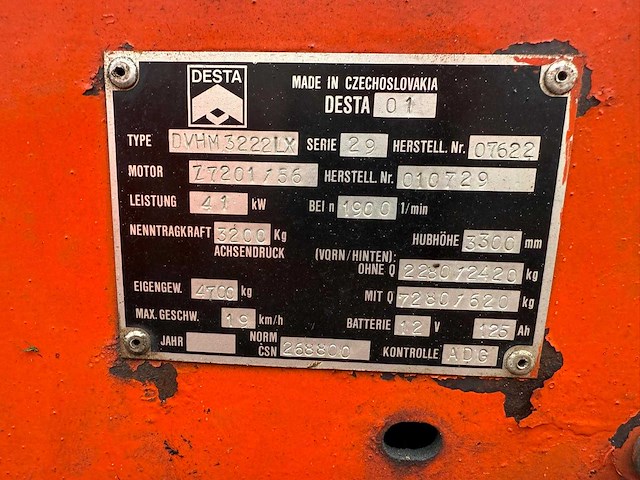 DESTA
MADE IN CZECHOSLOVAKIA
DESTA 01
TYPE DVHM 3222LX SERIE 29 HERSTELL. Nr. 07622
MOTOR Z7201/56 HERSTELL. Nr. 010729
LEISTUNG 41 kW BEI n 1900 1/min
NENNTRAGKRAFT 3200 Kg HUBHÖHE 3300 mm
ACHSENDRÜCK (VORN/HINTEN):
OHNE Q 2280/2420 kg
EIGENGEW. 4700 kg MIT Q 7280/620 kg
MAX. GESCHW. 19 km/h BATTERIE 12 V 125 Ah
JAHR NORM
ČSN 268800 KONTROLLE ADG